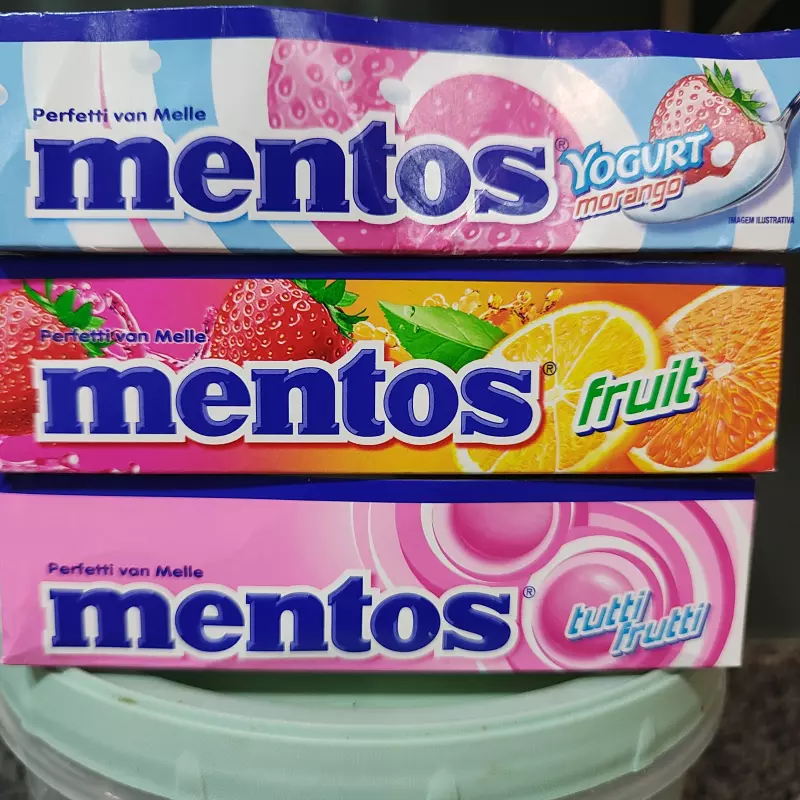 Perfetti van Melle
mentos®
YOGURT
morango
IMAGEM ILUSTRATIVA
Perfetti van Melle
mentos®
fruit
Perfetti van Melle
mentos®
tutti
frutti